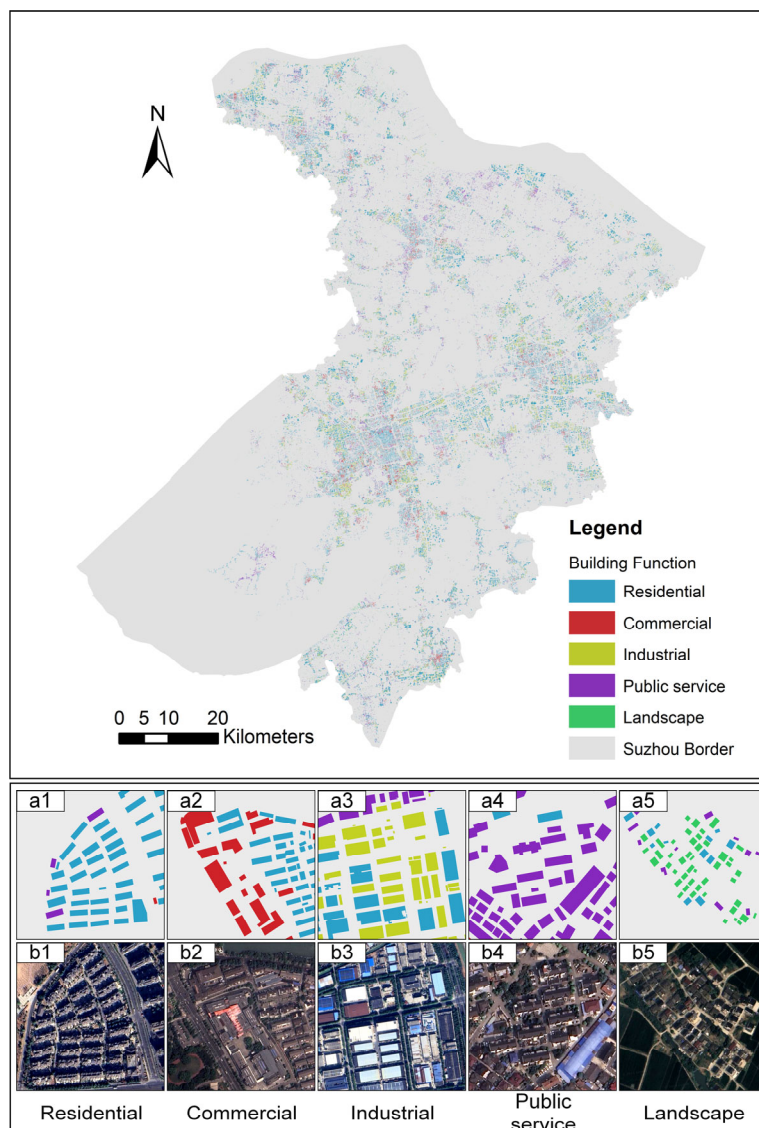 N
Legend
Building Function
Residential
Commercial
Industrial
Public service
Landscape
Suzhou Border
0 5 10 20
Kilometers
a1 a2 a3 a4 a5
b1 b2 b3 b4 b5
Residential Commercial Industrial Public service Landscape